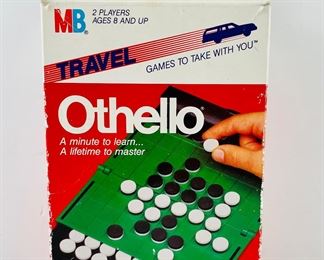 MB®
2 PLAYERS
AGES 8 AND UP
TRAVEL
GAMES TO TAKE WITH YOU™
Othello
A minute to learn...
A lifetime to master